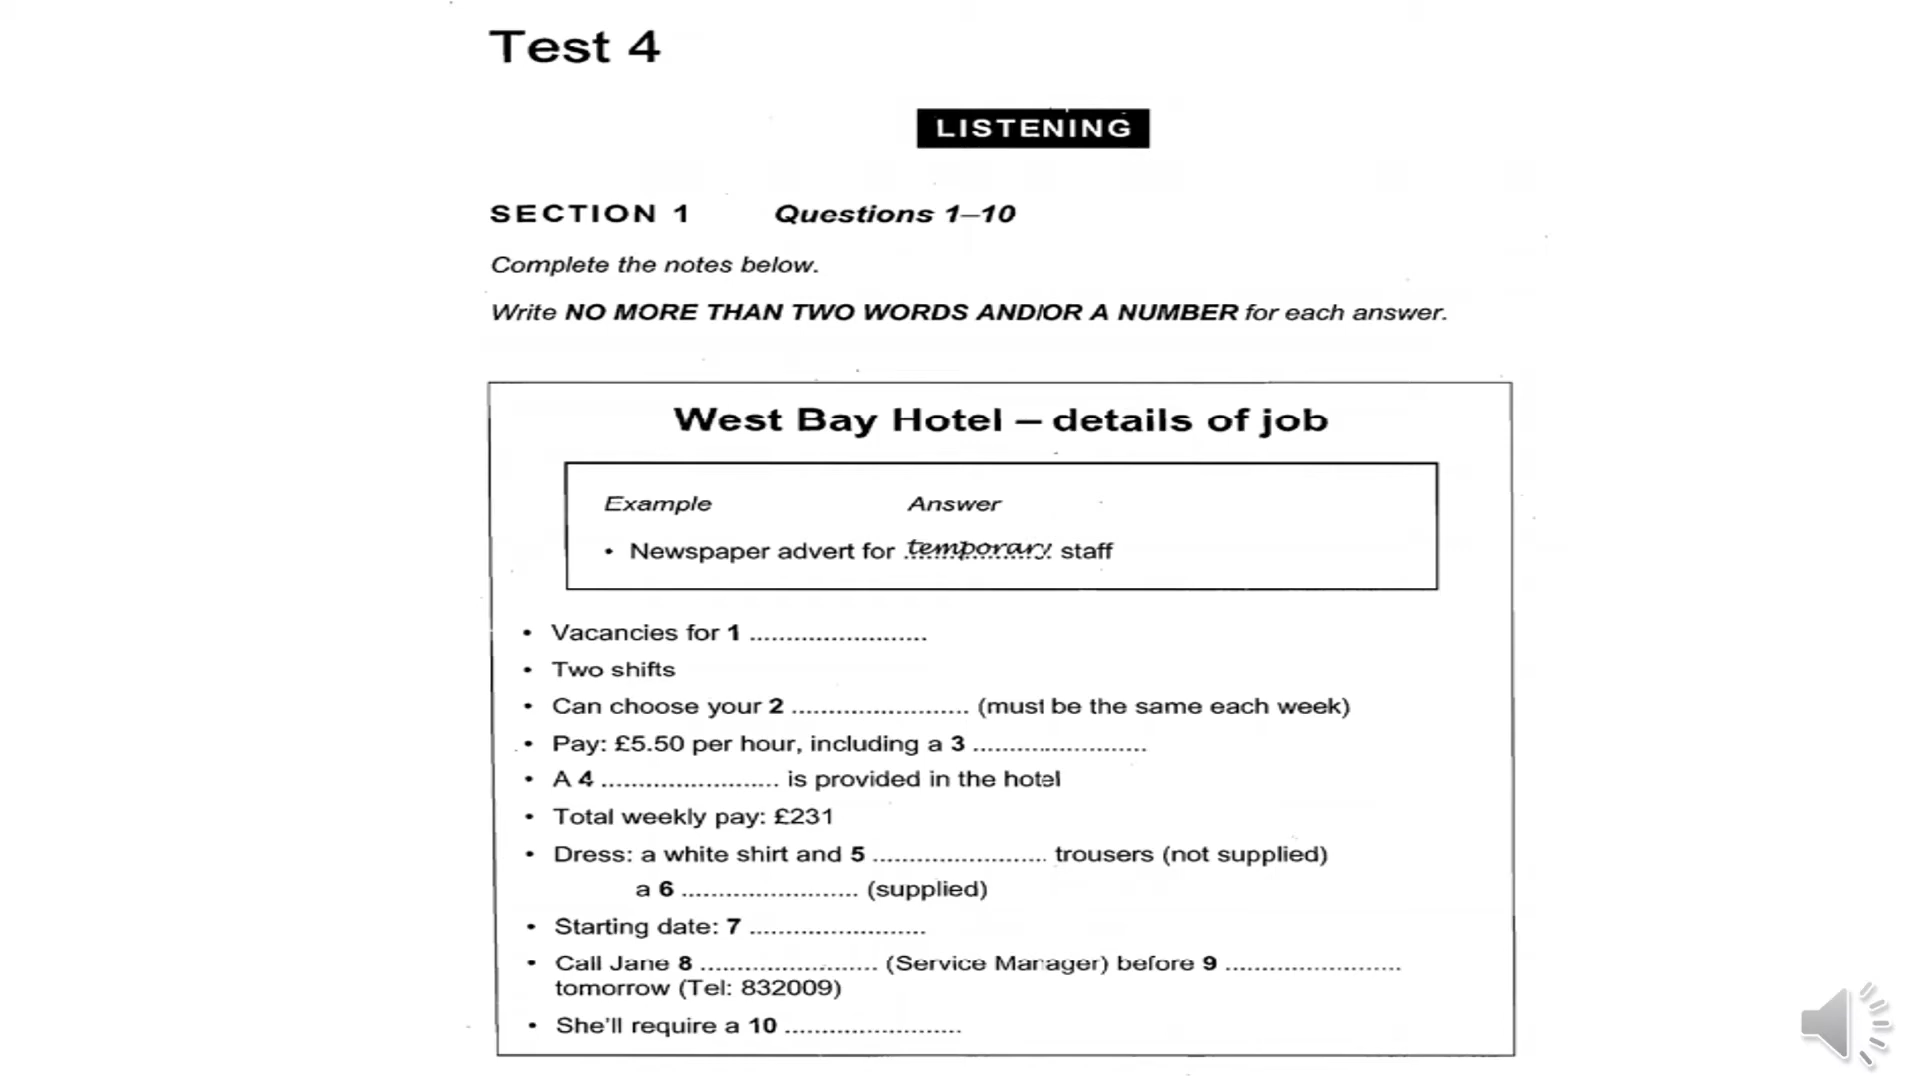 Test 4
LISTENING
SECTION 1 Questions 1–10
Complete the notes below.
Write NO MORE THAN TWO WORDS AND/OR A NUMBER for each answer.
West Bay Hotel – details of job
Example Answer
• Newspaper advert for temporary staff
• Vacancies for 1 ........................
• Two shifts
• Can choose your 2 ........................ (must be the same each week)
• Pay: £5.50 per hour, including a 3 ........................
• A 4 ........................ is provided in the hotel
• Total weekly pay: £231
• Dress: a white shirt and 5 ........................ trousers (not supplied)
a 6 ........................ (supplied)
• Starting date: 7 ........................
• Call Jane 8 ........................ (Service Manager) before 9 ........................
tomorrow (Tel: 832009)
• She'll require a 10 ........................